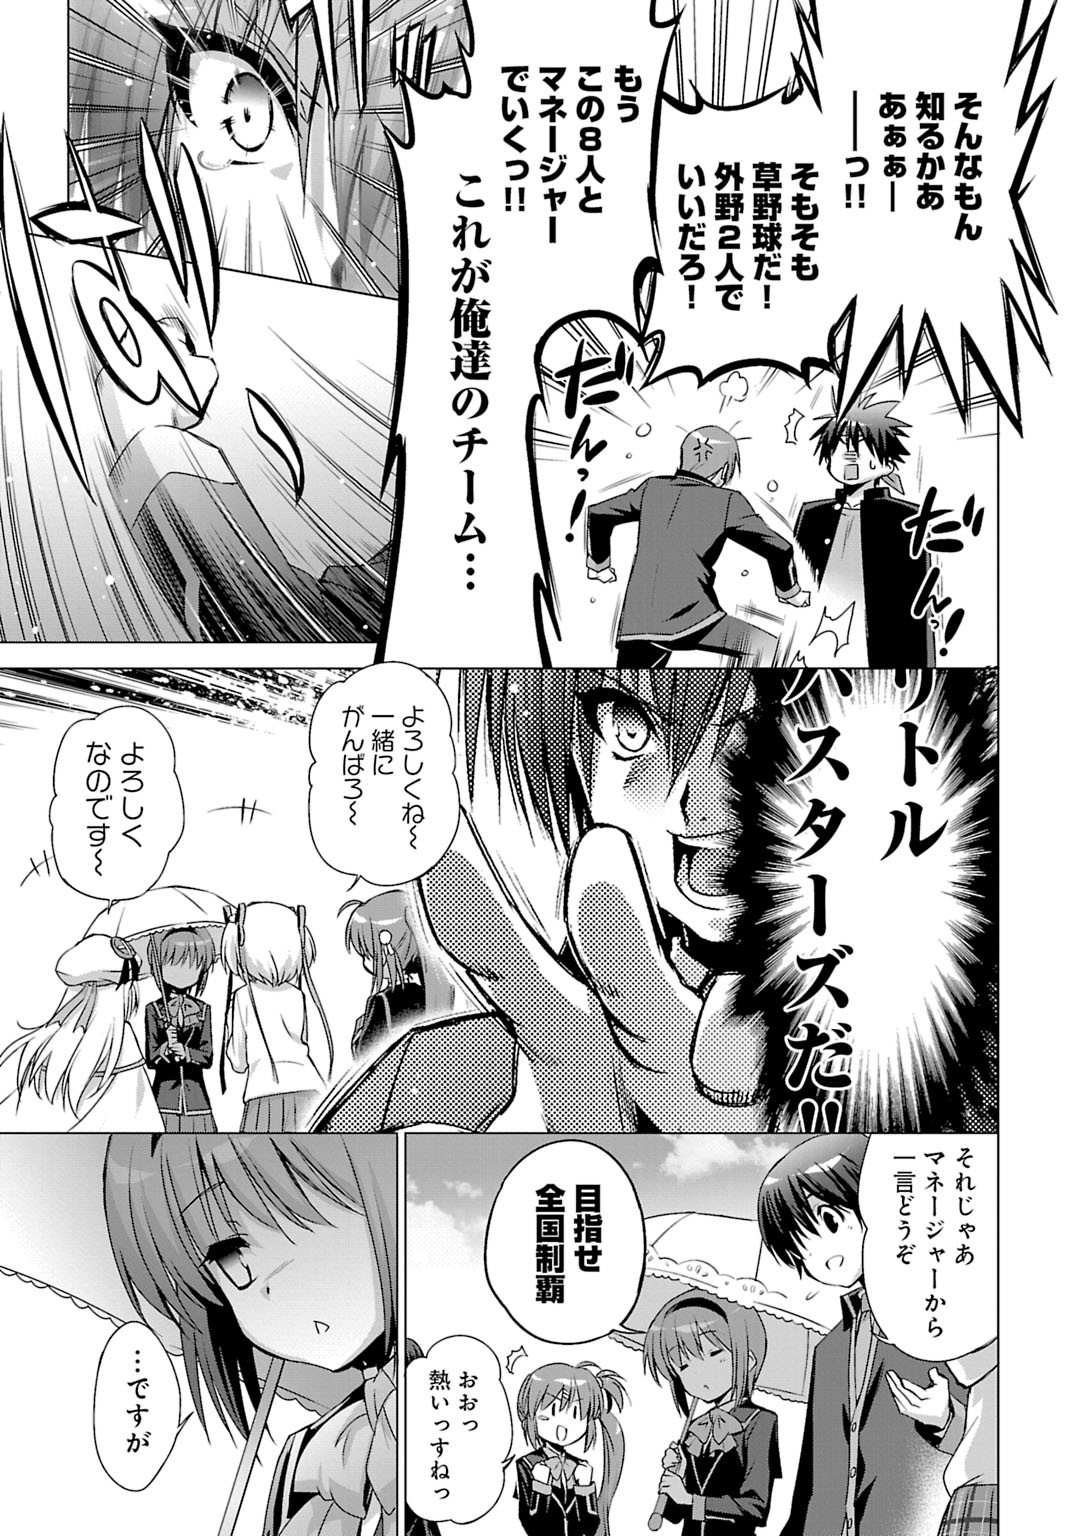 そんなもん
知るかあ
あぁぁー
――っ!!
そもそも
草野球だ！
外野2人で
いいだろ！
だんっ！
だんっ！
もう
この8人と
マネージャー
でいくっ!!
これが俺達のチーム…
リトル
バスターズだ!!
よろしくね〜
一緒に
がんばろ〜
よろしく
なのです〜
それじゃあ
マネージャーから
一言どうぞ
目指せ
全国制覇
おおっ
熱いっすねっ
…ですが